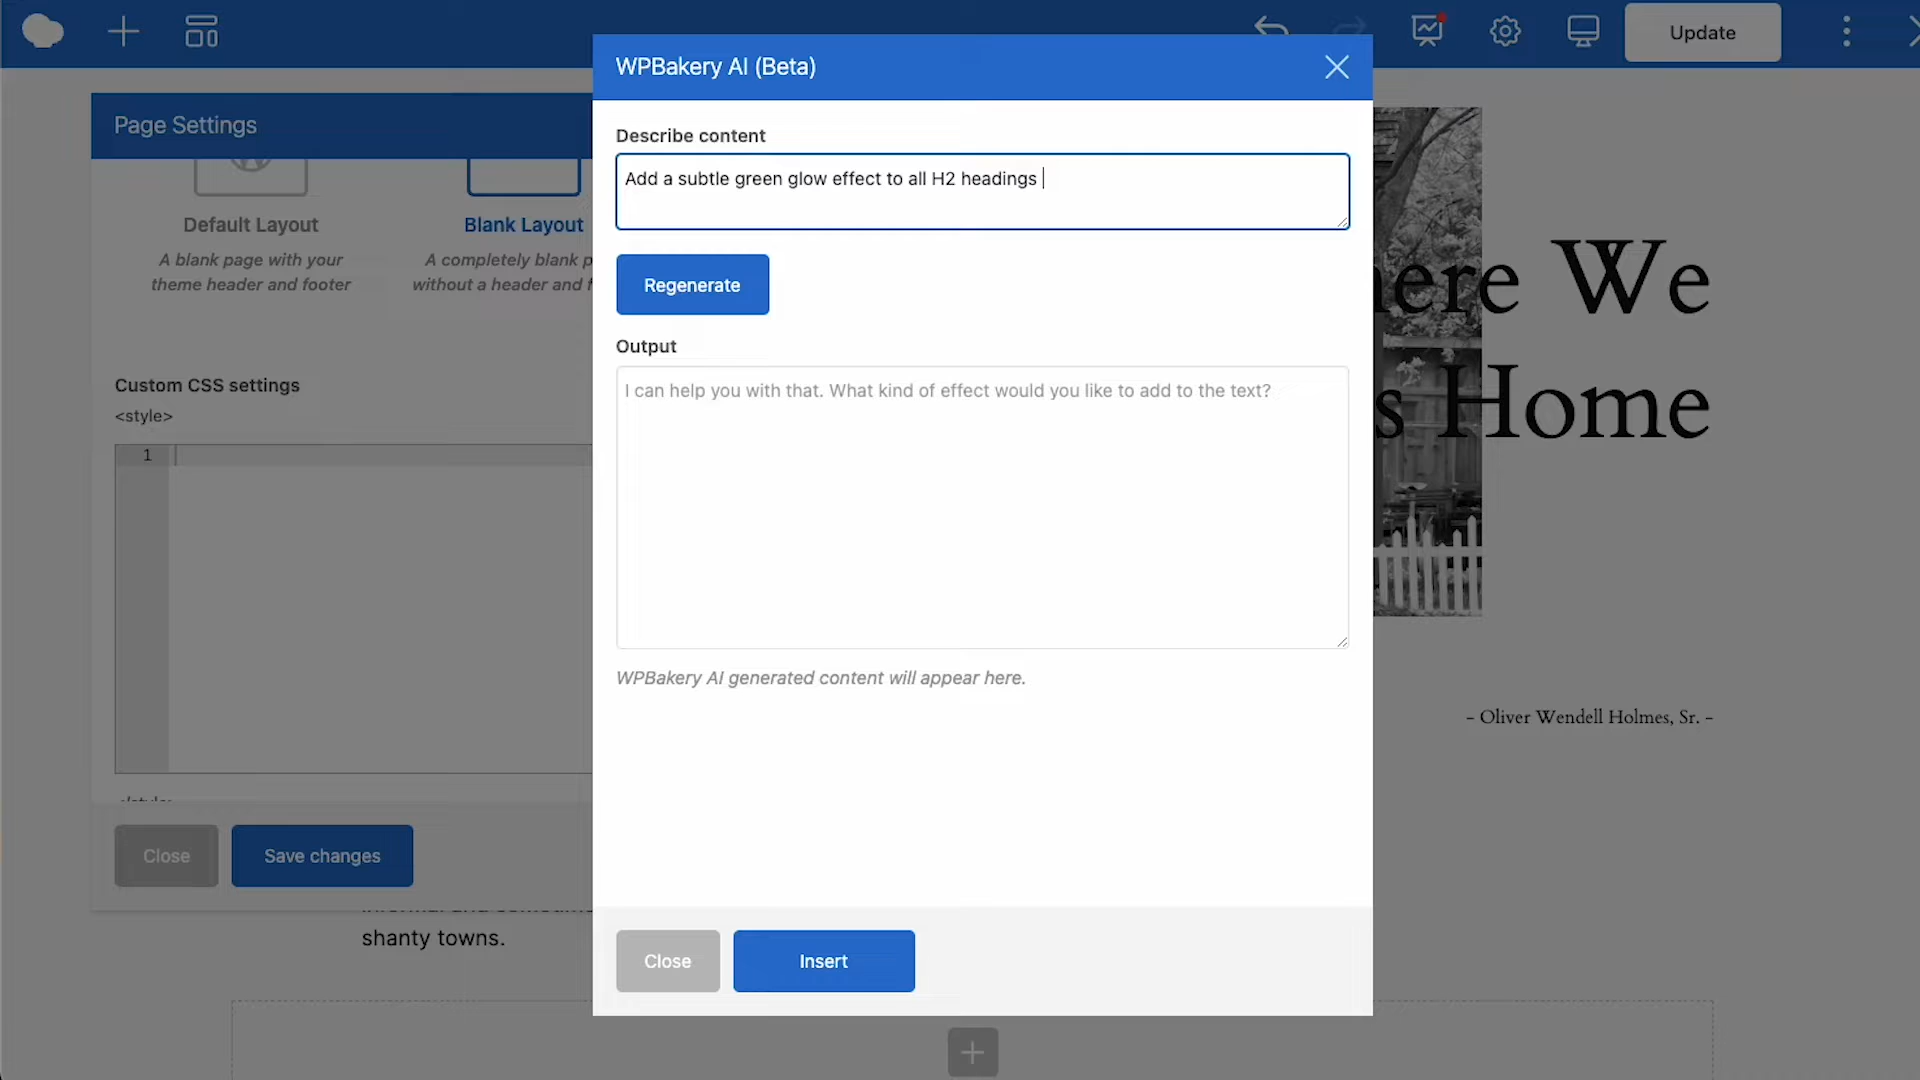 Update
WPBakery AI (Beta)
Describe content
Add a subtle green glow effect to all H2 headings
Regenerate
Output
I can help you with that. What kind of effect would you like to add to the text?
WPBakery AI generated content will appear here.
Close
Insert
Page Settings
Default Layout
A blank page with your
theme header and footer
Blank Layout
A completely blank
without a header and
Custom CSS settings
<style>
1
Close
Save changes
shanty towns.
We
Home
- Oliver Wendell Holmes, Sr. -